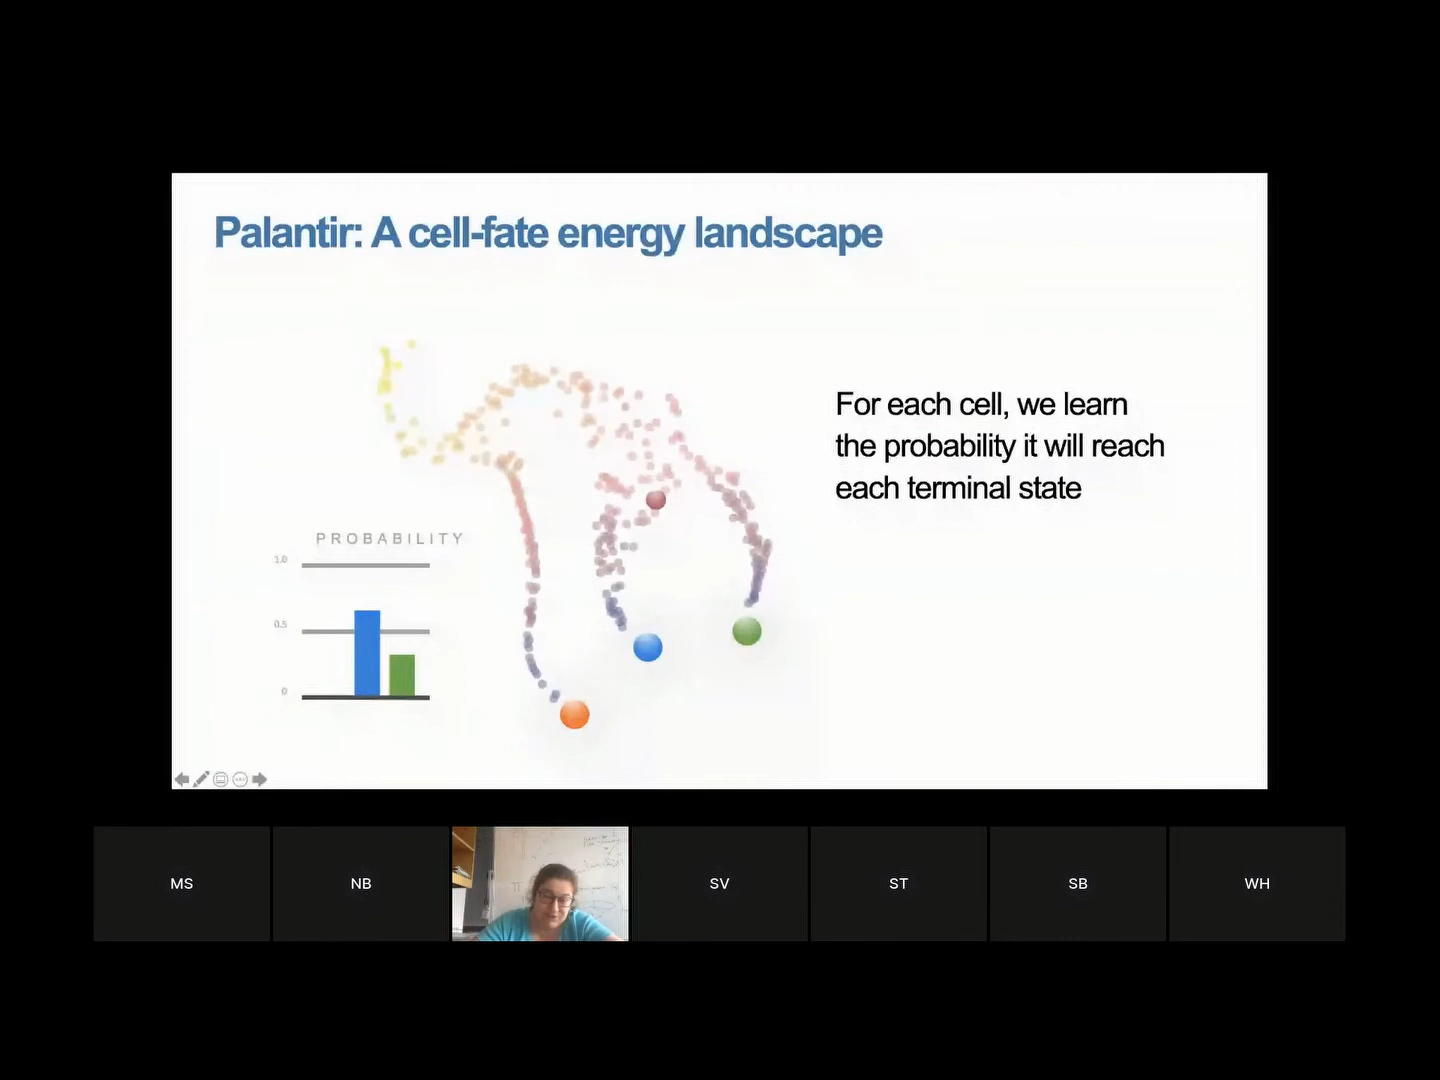 Palantir: A cell-fate energy landscape
For each cell, we learn
the probability it will reach
each terminal state
PROBABILITY
1.0
0.5
0
MS
NB
SV
ST
SB
WH